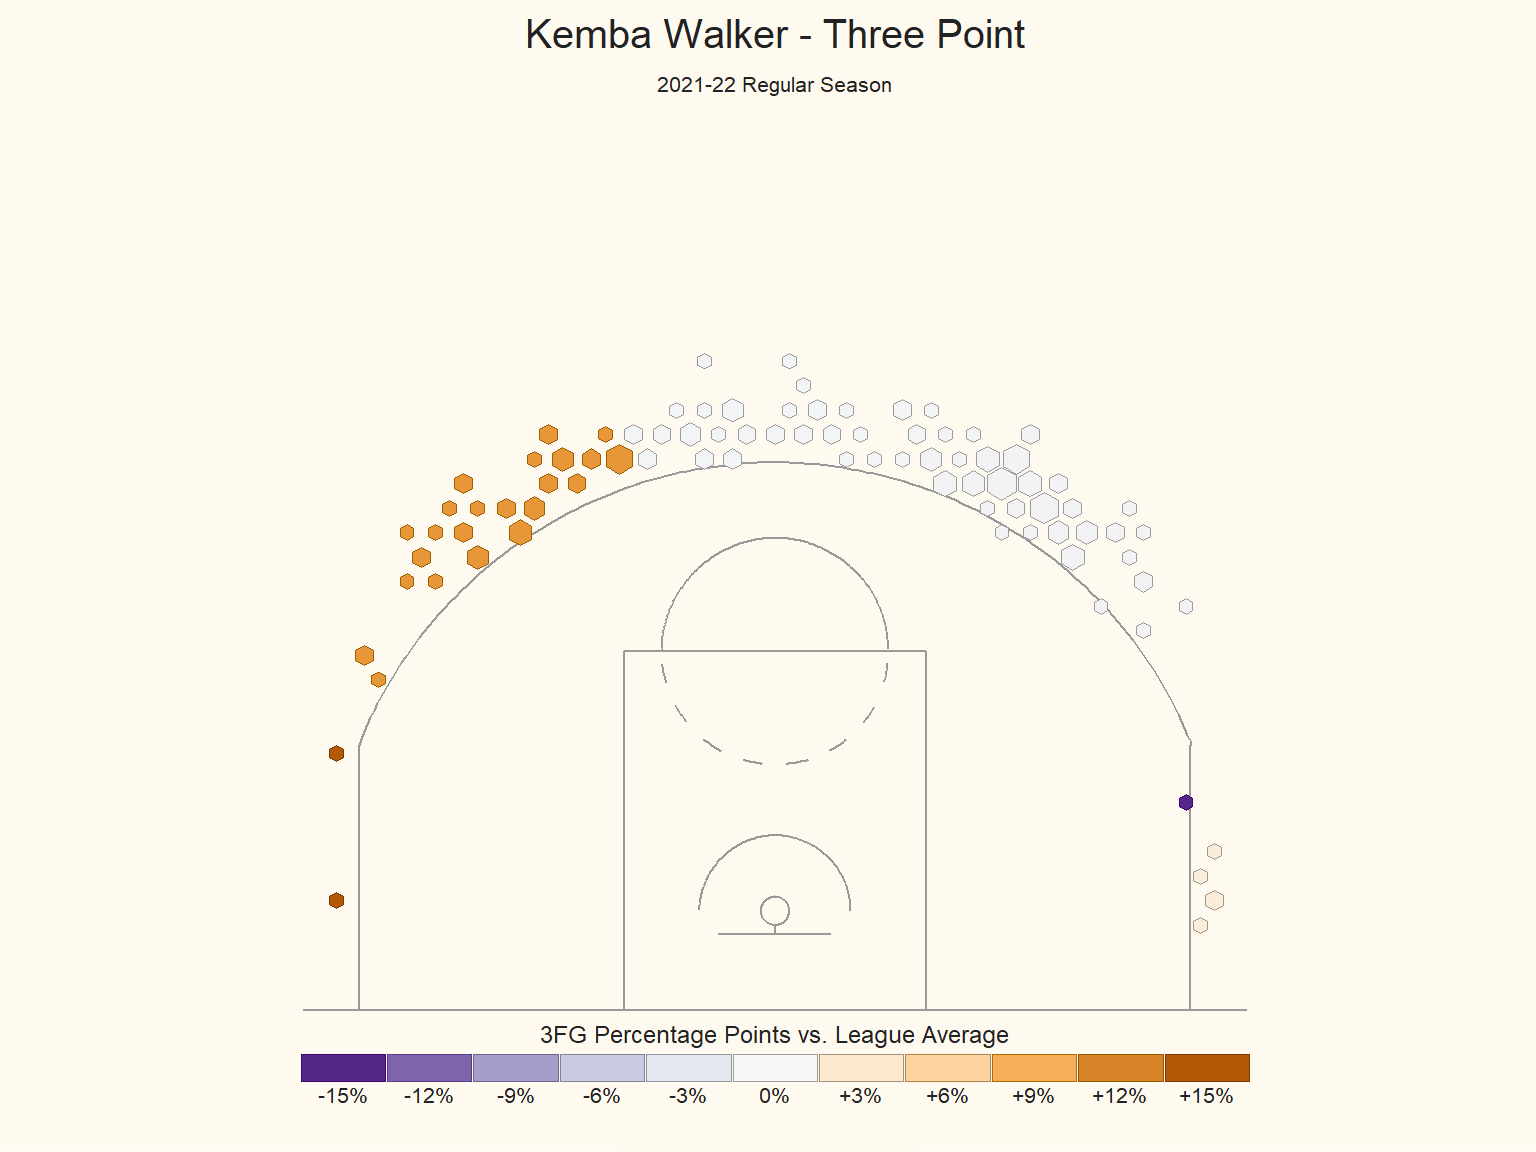 Kemba Walker - Three Point
2021-22 Regular Season
3FG Percentage Points vs. League Average
-15% -12% -9% -6% -3% 0% +3% +6% +9% +12% +15%